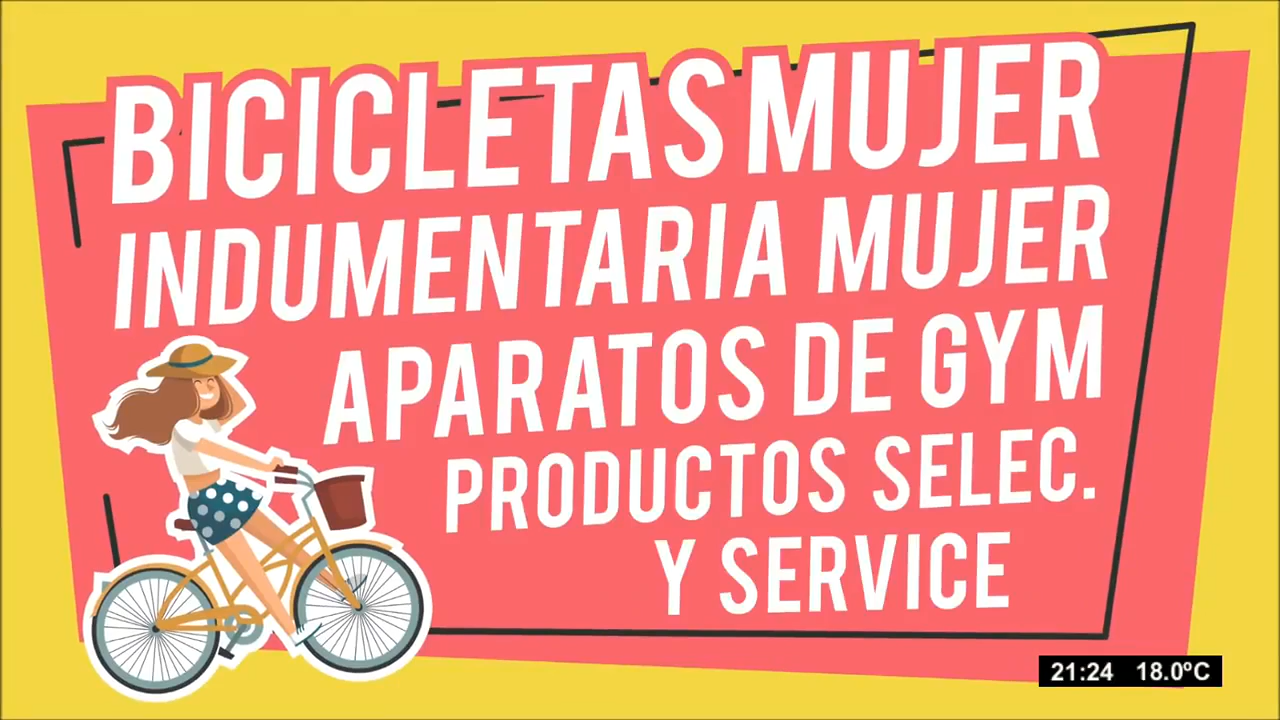 BICICLETAS MUJER
INDUMENTARIA MUJER
APARATOS DE GYM
PRODUCTOS SELEC.
Y SERVICE
21:24 18.0ºC